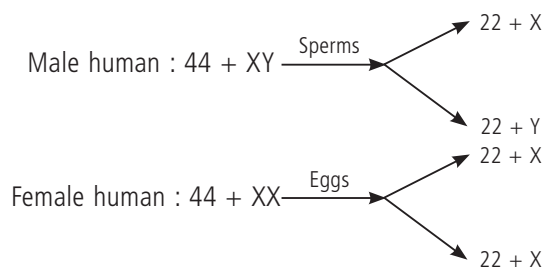 22 + X
Sperms
Male human : 44 + XY
22 + Y
22 + X
Eggs
Female human : 44 + XX
22 + X